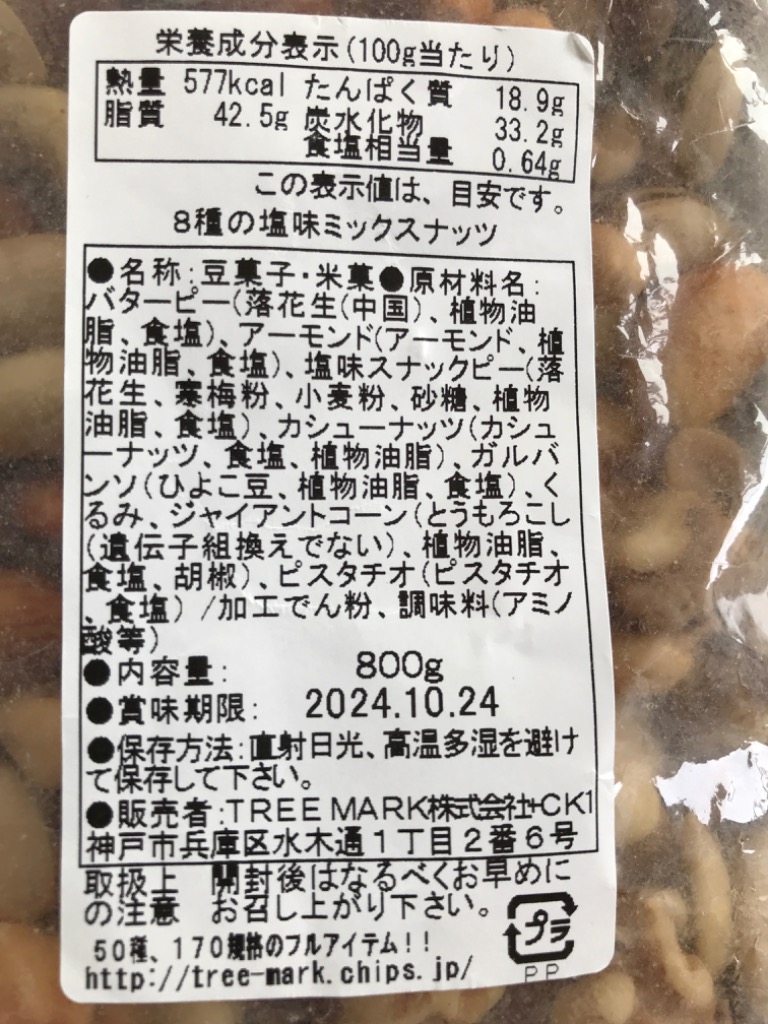 栄養成分表示(100g当たり)
熱量 577kcal たんぱく質 18.9g
脂質 42.5g 炭水化物 33.2g
食塩相当量 0.64g
この表示値は、目安です。
8種の塩味ミックスナッツ
●名称:豆菓子・米菓●原材料名:
バターピー(落花生(中国)、植物油
脂、食塩)、アーモンド(アーモンド、植
物油脂、食塩)、塩味スナックピー(落
花生、寒梅粉、小麦粉、砂糖、植物
油脂、食塩)、カシューナッツ(カシュ
ーナッツ、食塩、植物油脂)、ガルバ
ンソ(ひよこ豆、植物油脂、食塩)、く
るみ、ジャイアントコーン(とうもろこし
(遺伝子組換えでない)、植物油脂、
食塩、胡椒)、ピスタチオ(ピスタチオ
、食塩)/加工でん粉、調味料(アミノ
酸等)
●内容量: 800g
●賞味期限: 2024.10.24
●保存方法:直射日光、高温多湿を避け
て保存して下さい。
●販売者:TREE MARK株式会社+CK1
神戸市兵庫区水木通1丁目2番6号
取扱上 開封後はなるべくお早めに
の注意 お召し上がり下さい。
プラ
PP
50種、170規格のフルアイテム!!
http://tree-mark.chips.jp/